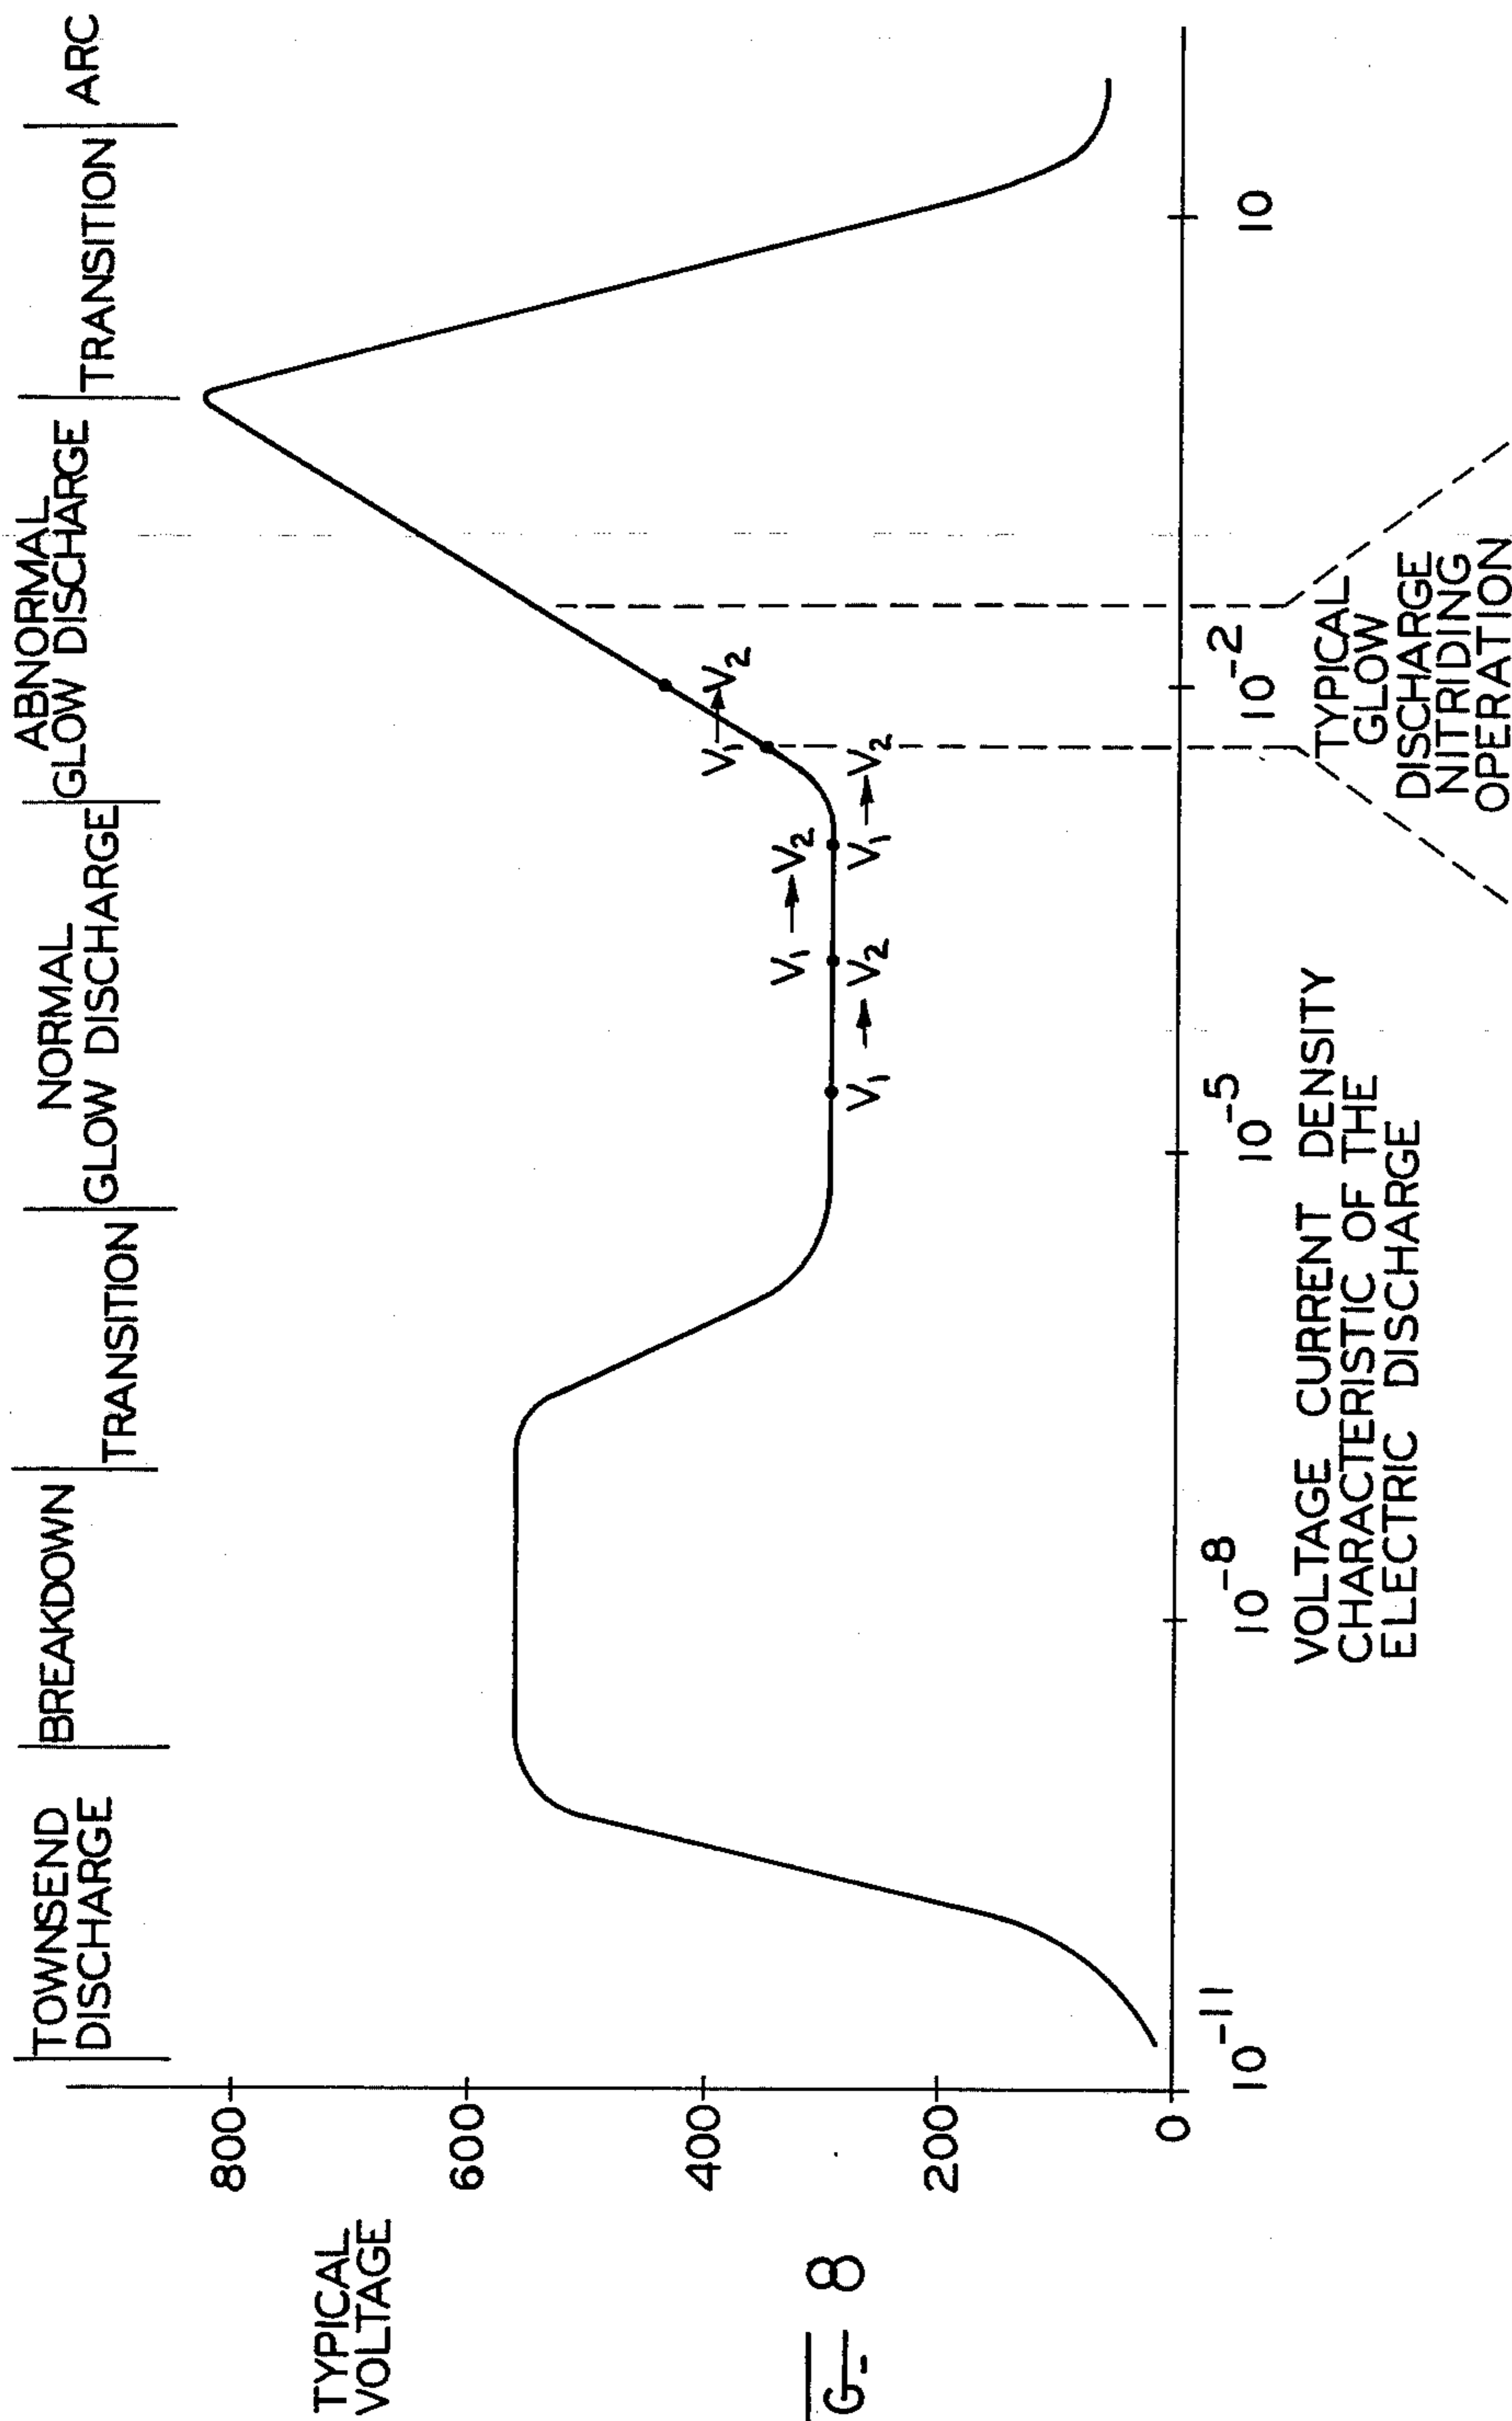 TOWNSEND
DISCHARGE
BREAKDOWN
TRANSITION
NORMAL
GLOW DISCHARGE
ABNORMAL
GLOW DISCHARGE
TRANSITION
ARC
TYPICAL
VOLTAGE
800
600
400
200
0
V₁ → V₂
V₁ → V₂
V₁ → V₂
V₁ → V₂
10⁻¹¹
10⁻⁸
10⁻⁵
10⁻²
10
VOLTAGE CURRENT DENSITY
CHARACTERISTIC OF THE
ELECTRIC DISCHARGE
TYPICAL
GLOW
DISCHARGE
NITRIDING
OPERATION
G. 8